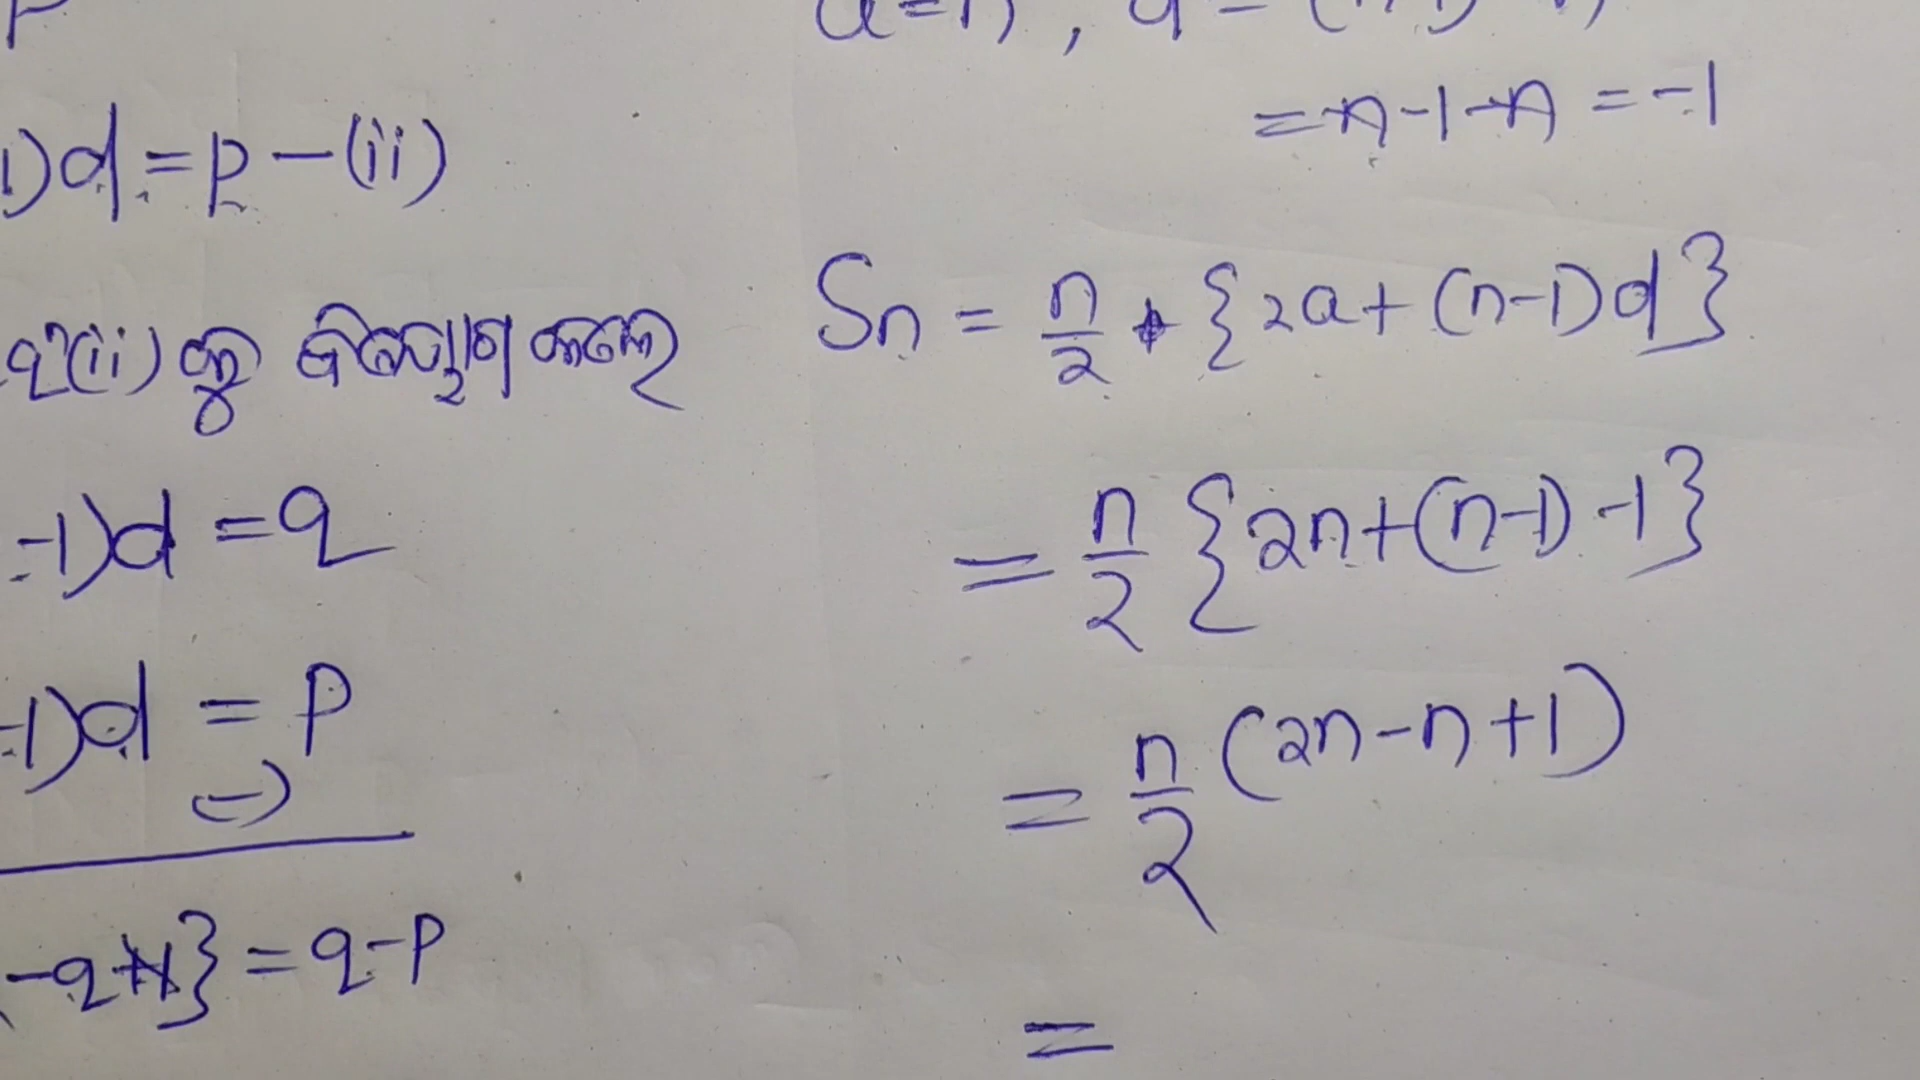 1)d = p - (ii)
(ii) କୁ ବିୟୋଗ କଲେ
-1)d = q
-1)d = p
(-)
} = q-p
= n-1-n = -1
Sn = n/2 {2a+(n-1)d}
= n/2 {2n+(n-1)-1}
= n/2 (2n-n+1)
=